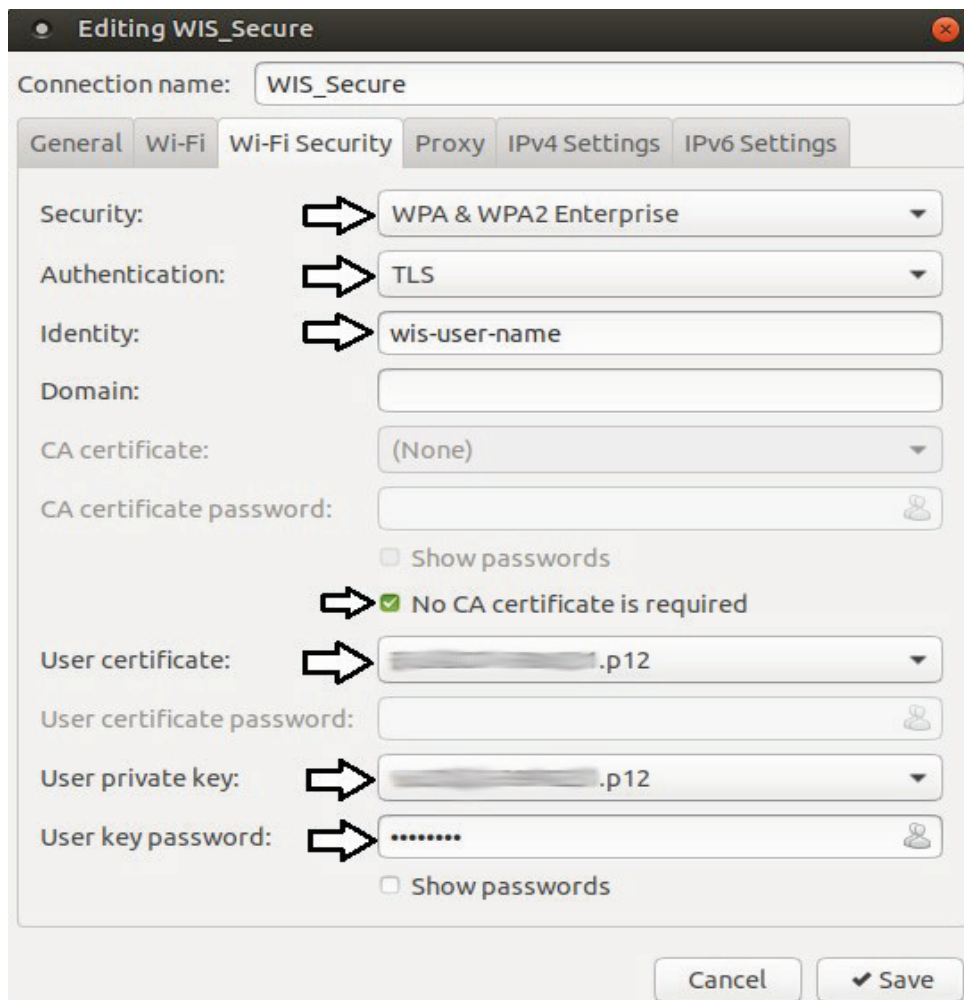 Editing WIS_Secure
Connection name: WIS_Secure
General Wi-Fi Wi-Fi Security Proxy IPv4 Settings IPv6 Settings
Security: WPA & WPA2 Enterprise
Authentication: TLS
Identity: wis-user-name
Domain:
CA certificate: (None)
CA certificate password:
Show passwords
No CA certificate is required
User certificate: .p12
User certificate password:
User private key: .p12
User key password: ••••••••
Show passwords
Cancel Save